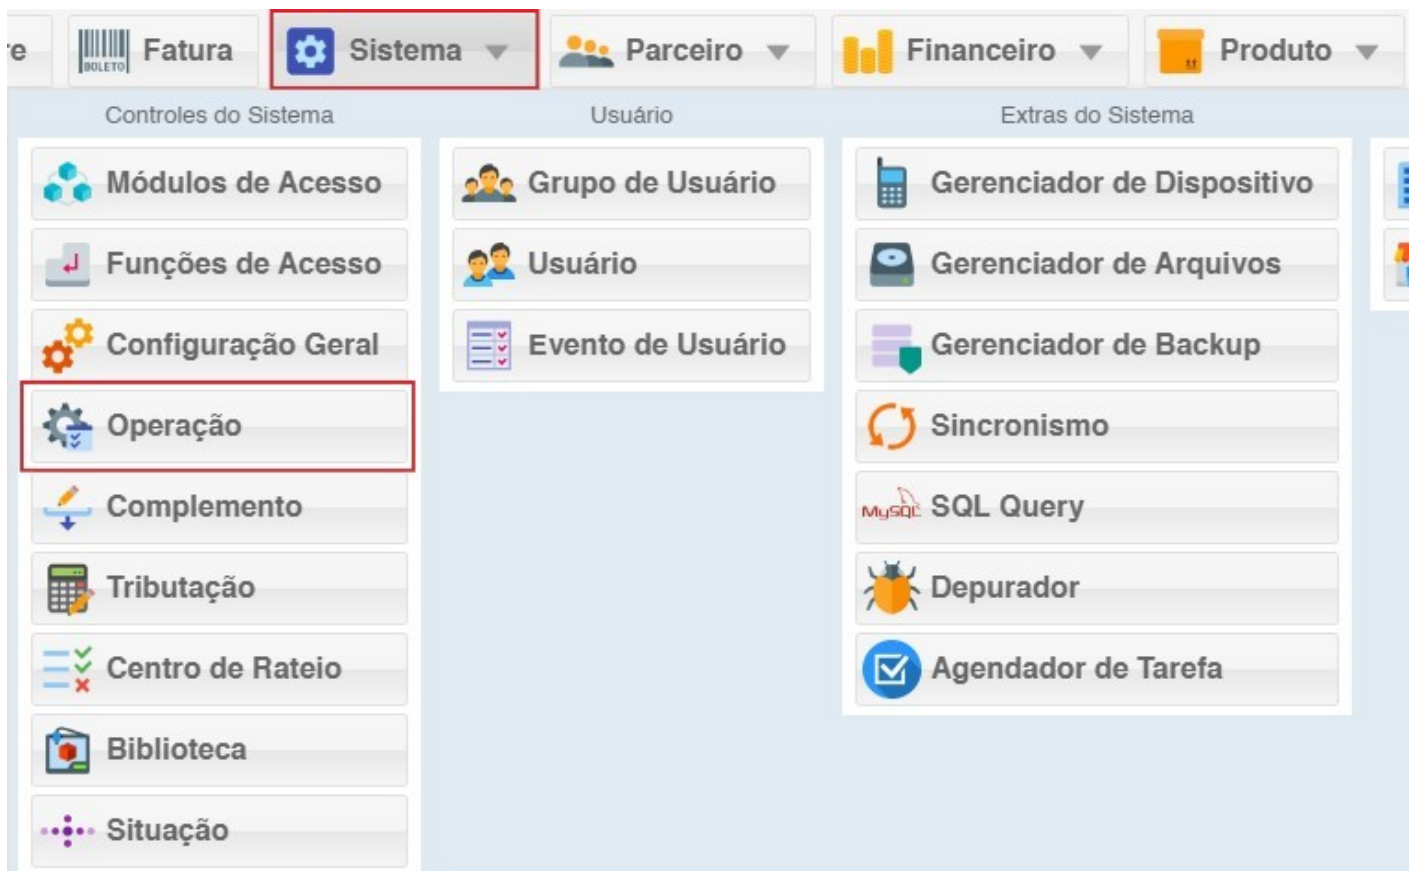 re
BOLETO
Fatura
Sistema
Parceiro
Financeiro
Produto
Controles do Sistema
Módulos de Acesso
Funções de Acesso
Configuração Geral
Operação
Complemento
Tributação
Centro de Rateio
Biblioteca
Situação
Usuário
Grupo de Usuário
Usuário
Evento de Usuário
Extras do Sistema
Gerenciador de Dispositivo
Gerenciador de Arquivos
Gerenciador de Backup
Sincronismo
MySQL SQL Query
Depurador
Agendador de Tarefa